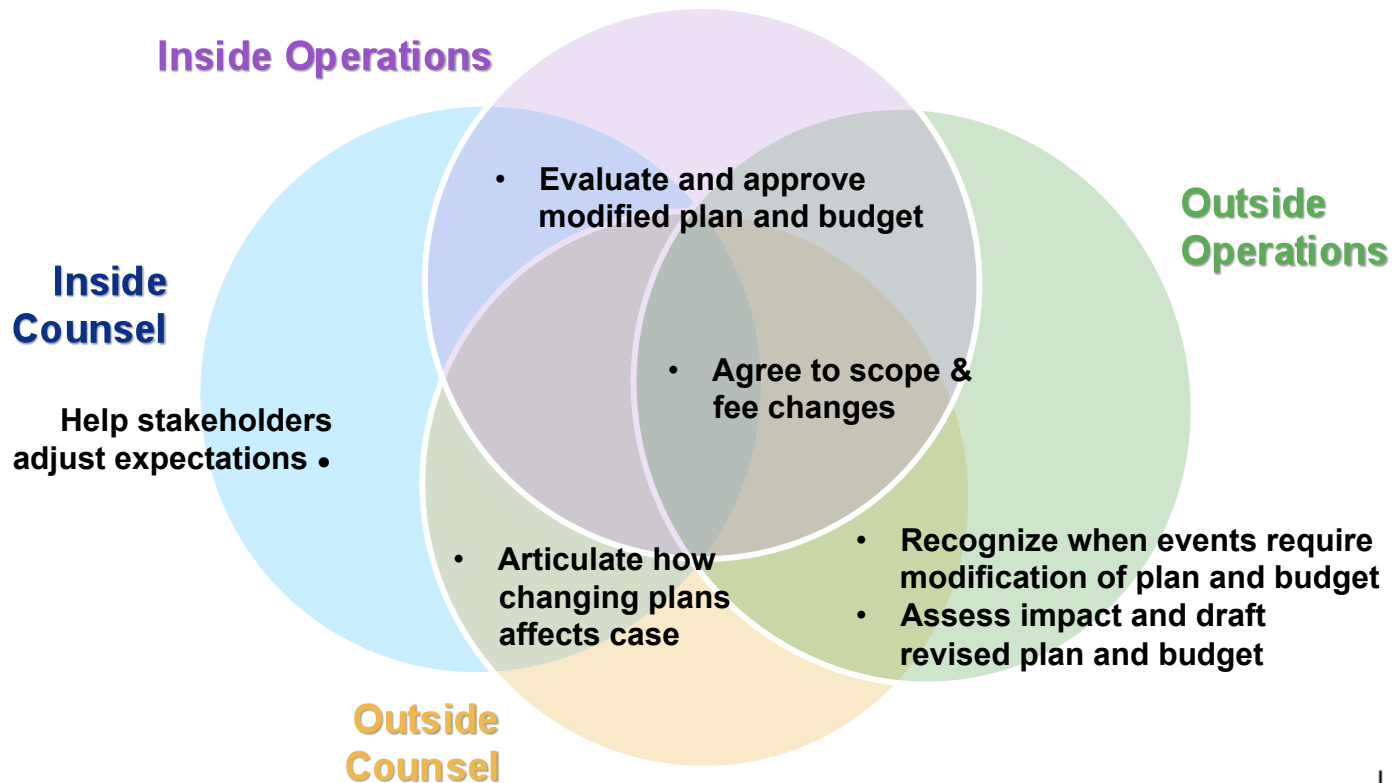 Inside Operations
• Evaluate and approve
modified plan and budget
Outside
Operations
Inside
Counsel
• Agree to scope &
fee changes
Help stakeholders
adjust expectations •
• Articulate how
changing plans
affects case
• Recognize when events require
modification of plan and budget
• Assess impact and draft
revised plan and budget
Outside
Counsel